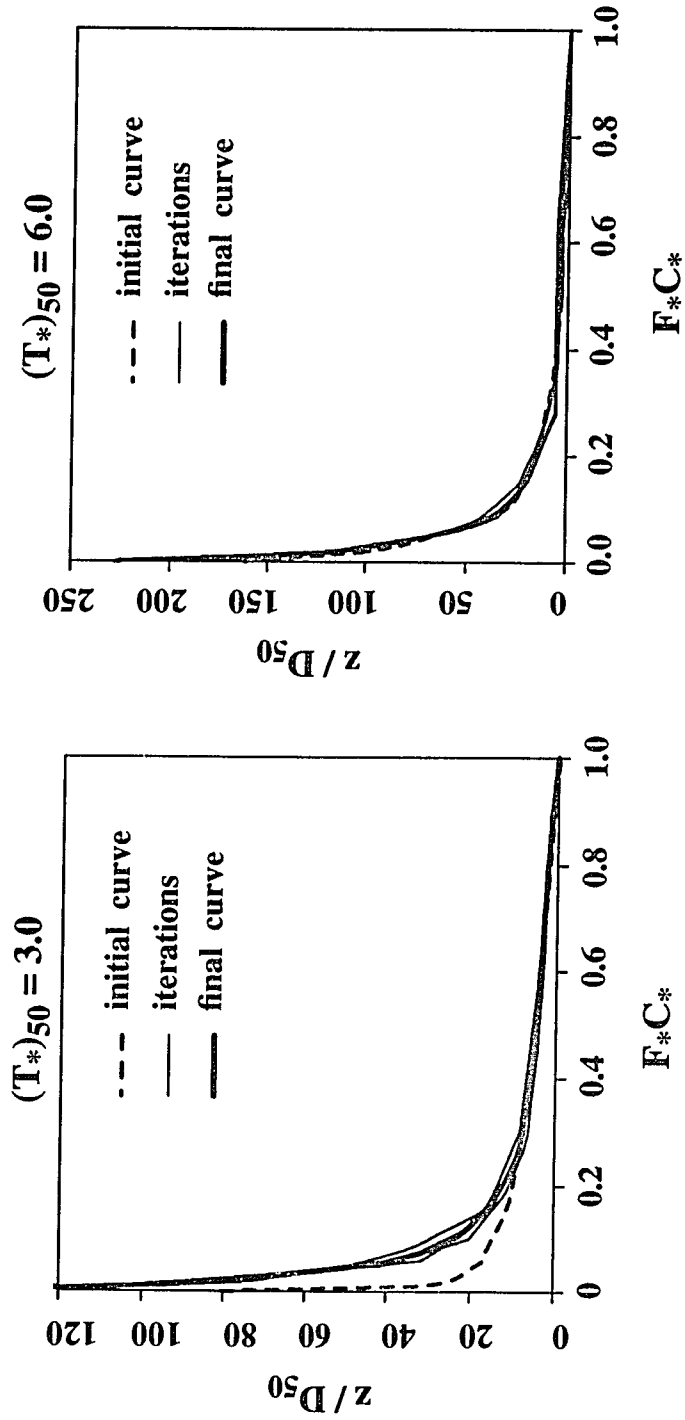 (T*)50 = 3.0
initial curve
iterations
final curve
120
100
80
60
40
20
0
z / D50
0
0.2
0.4
0.6
0.8
1.0
F*C*
(T*)50 = 6.0
initial curve
iterations
final curve
250
200
150
100
50
0
z / D50
0.0
0.2
0.4
0.6
0.8
1.0
F*C*